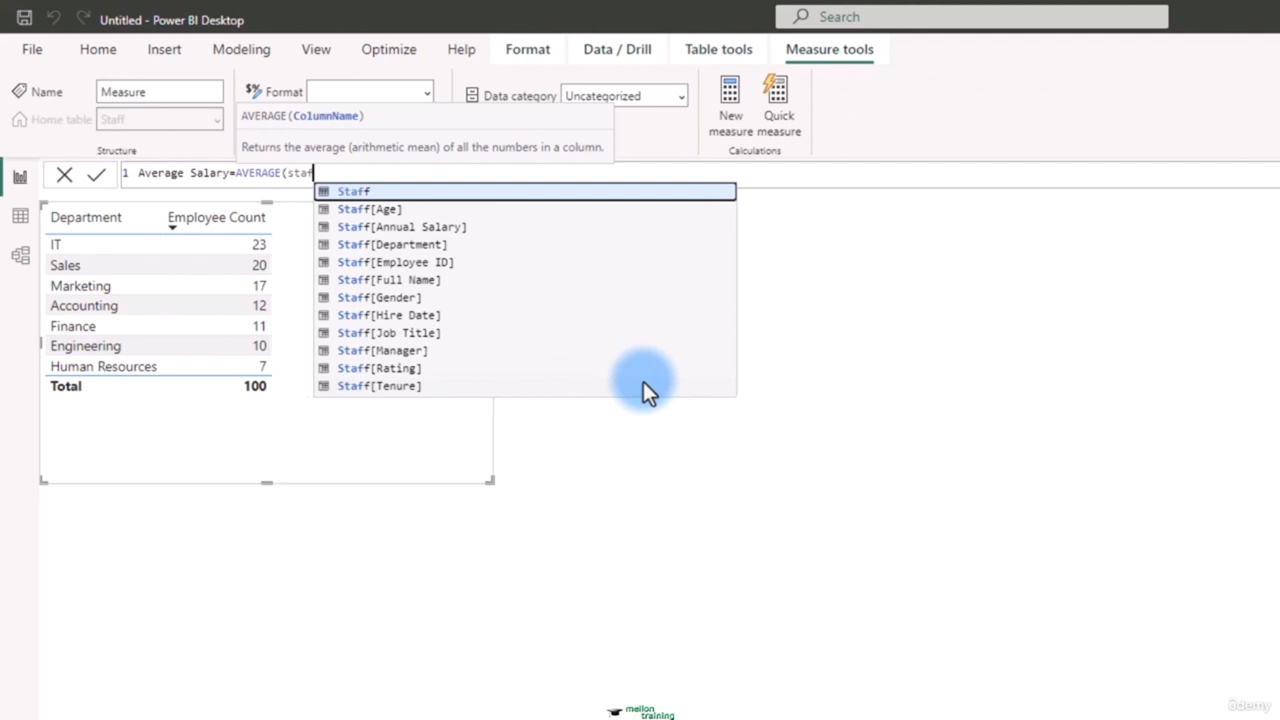 Untitled - Power BI Desktop
Search
File Home Insert Modeling View Optimize Help Format Data / Drill Table tools Measure tools
Name Measure
Format
Data category Uncategorized
Home table Staff
New measure
Quick measure
Structure
Calculations
AVERAGE(ColumnName)
Returns the average (arithmetic mean) of all the numbers in a column.
1 Average Salary=AVERAGE(staf
Staff
Staff[Age]
Staff[Annual Salary]
Staff[Department]
Staff[Employee ID]
Staff[Full Name]
Staff[Gender]
Staff[Hire Date]
Staff[Job Title]
Staff[Manager]
Staff[Rating]
Staff[Tenure]
Department Employee Count
IT 23
Sales 20
Marketing 17
Accounting 12
Finance 11
Engineering 10
Human Resources 7
Total 100
mellon
training
ûdemy